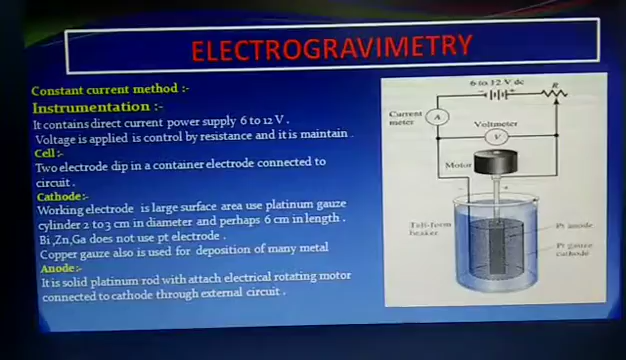 ELECTROGRAVIMETRY
Constant current method :-
Instrumentation :-
It contains direct current power supply 6 to 12 V .
Voltage is applied is control by resistance and it is maintain .
Cell:-
Two electrode dip in a container electrode connected to
circuit .
Cathode:-
Working electrode is large surface area use platinum gauze
cylinder 2 to3 cm in diameter and perhaps 6 cm in length .
Bi ,Zn,Ga does not use pt electrode .
Copper gauze also is used for deposition of many metal
Anode:-
It is solid platinum rod with attach electrical rotating motor
connected to cathode through external circuit .
6 to 12 V dc
R
Current
meter
A
Voltmeter
V
Motor
Tall-form
beaker
Pt anode
Pt gauze
cathode